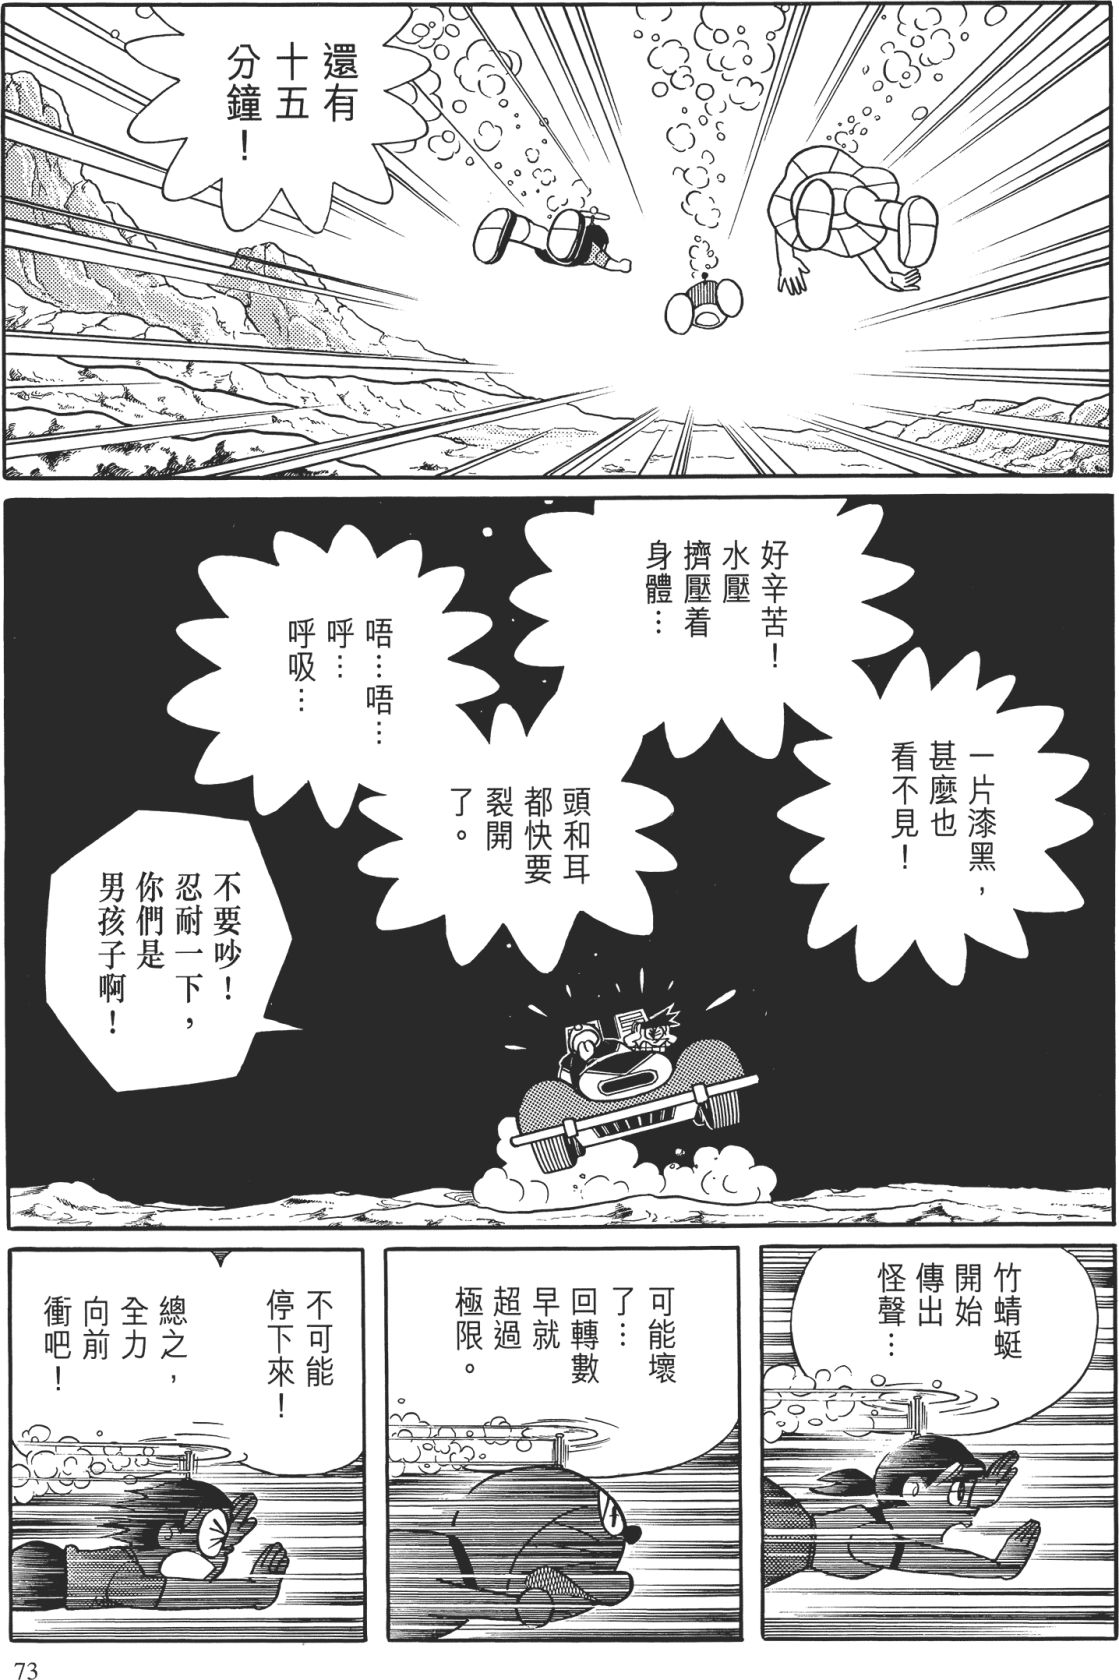 還有
十五
分鐘！
好辛苦！
水壓
擠壓着
身體…
一片漆黑，
甚麼也
看不見！
唔…唔…
呼…
呼吸…
頭和耳
都快要
裂開
了。
不要吵！
忍耐一下，
你們是
男孩子啊！
竹蜻蜓
開始
傳出
怪聲…
可能壞
了…
回轉數
早就
超過
極限。
不可能
停下來！
總之，
全力
向前
衝吧！
73